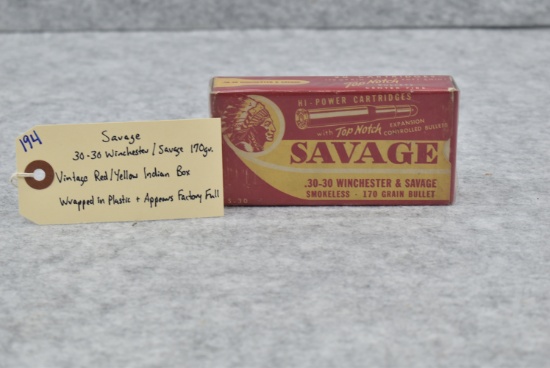 194
Savage
30-30 Winchester/Savage 170gr.
Vintage Red/Yellow Indian Box
Wrapped in Plastic + Appears Factory Full
HI-POWER CARTRIDGES
with Top Notch EXPANSION CONTROLLED BULLETS
SAVAGE
.30-30 WINCHESTER & SAVAGE
SMOKELESS - 170 GRAIN BULLET